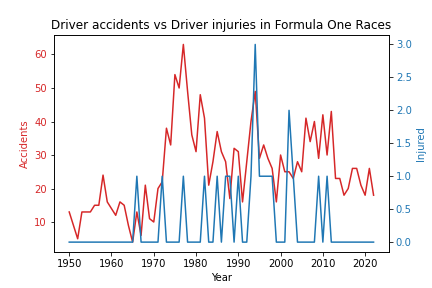 Driver accidents vs Driver injuries in Formula One Races
Accidents
60
50
40
30
20
10
3.0
2.5
2.0
1.5
1.0
0.5
0.0
Injured
1950 1960 1970 1980 1990 2000 2010 2020
Year